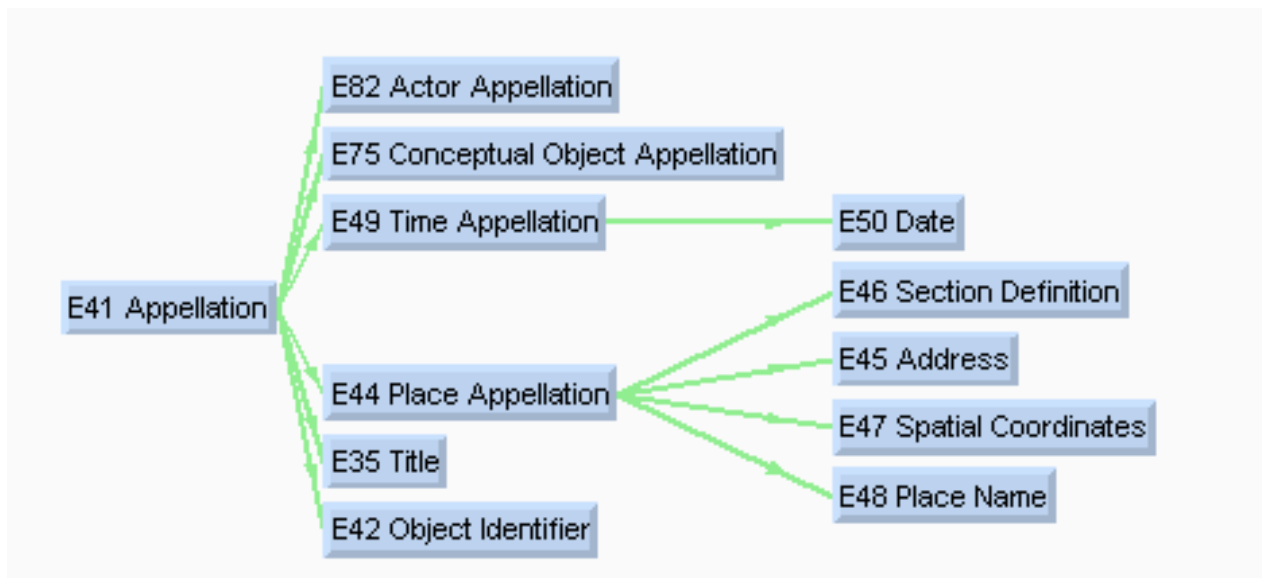 E82 Actor Appellation
E75 Conceptual Object Appellation
E49 Time Appellation
E50 Date
E46 Section Definition
E41 Appellation
E45 Address
E44 Place Appellation
E47 Spatial Coordinates
E35 Title
E48 Place Name
E42 Object Identifier